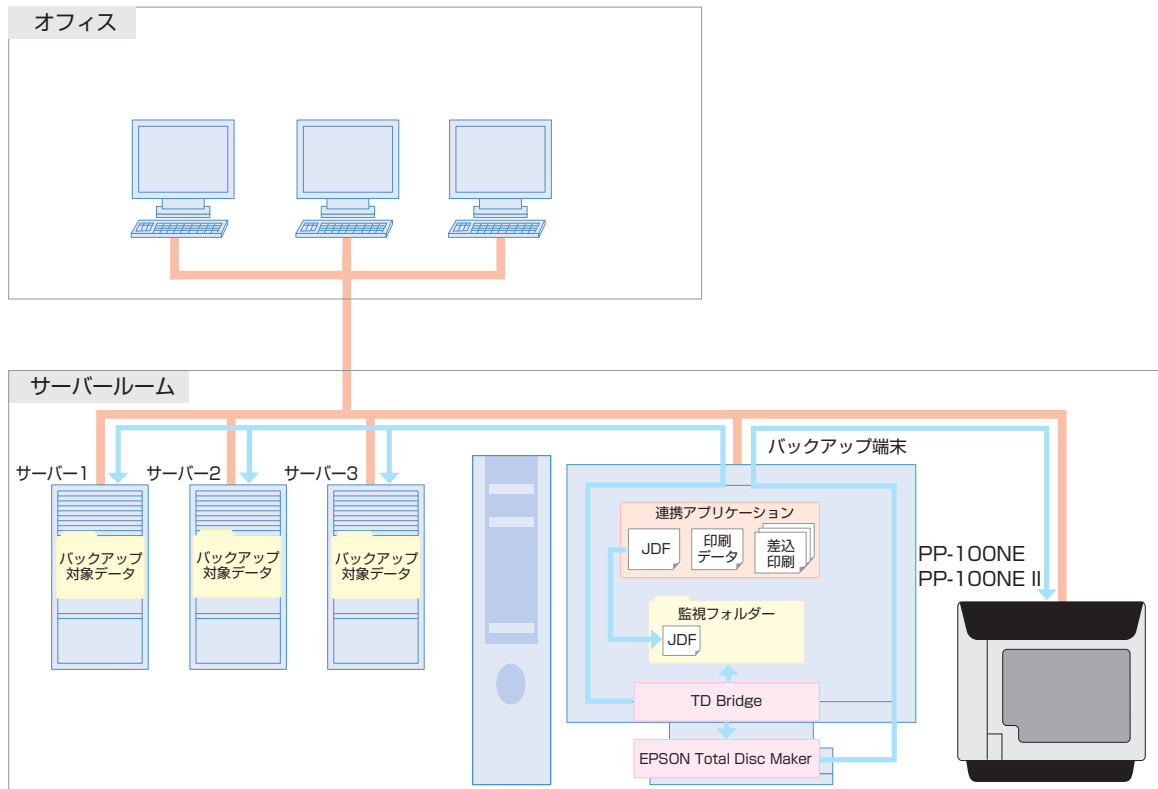 オフィス
サーバールーム
バックアップ端末
サーバー1
サーバー2
サーバー3
バックアップ
対象データ
バックアップ
対象データ
バックアップ
対象データ
連携アプリケーション
JDF
印刷
データ
差込
印刷
PP-100NE
PP-100NE II
監視フォルダー
JDF
TD Bridge
EPSON Total Disc Maker